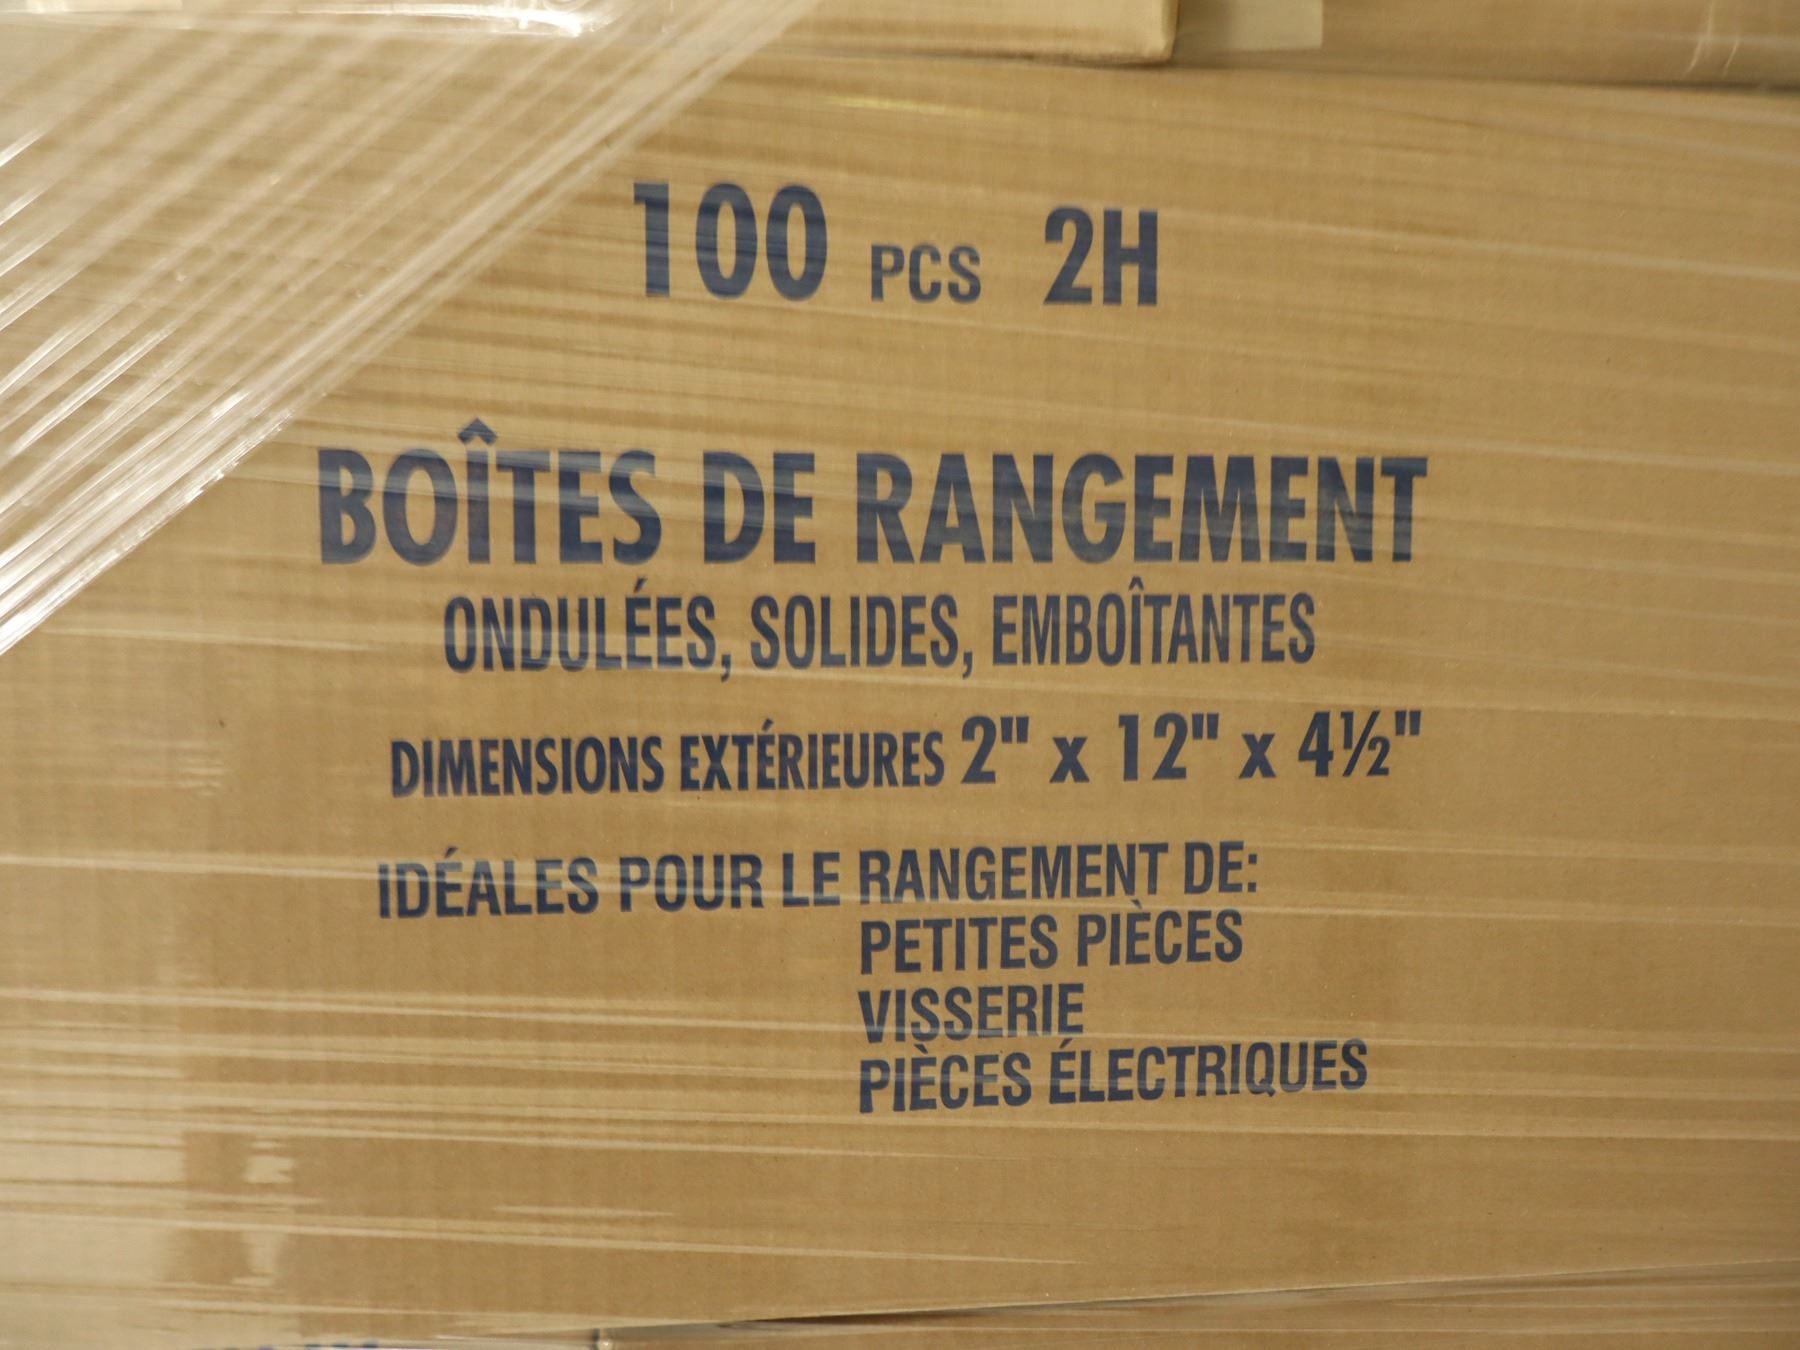 100 PCS 2H
BOÎTES DE RANGEMENT
ONDULÉES, SOLIDES, EMBOÎTANTES
DIMENSIONS EXTÉRIEURES 2" x 12" x 4½"
IDÉALES POUR LE RANGEMENT DE:
PETITES PIÈCES
VISSERIE
PIÈCES ÉLECTRIQUES